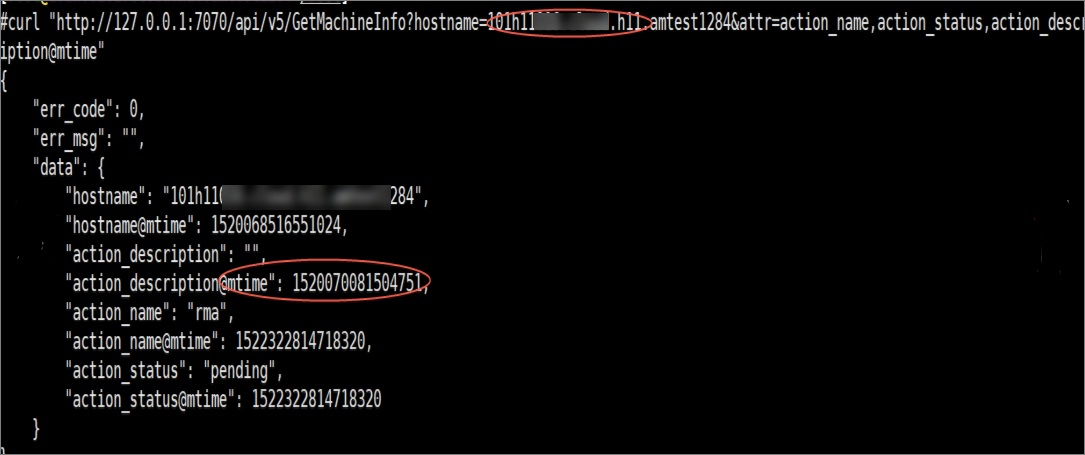 #curl "http://127.0.0.1:7070/api/v5/GetMachineInfo?hostname=101h11 .h11.amtest1284&attr=action_name,action_status,action_descr
iption@mtime"
{
"err_code": 0,
"err_msg": "",
"data": {
"hostname": "101h110 284",
"hostname@mtime": 1520068516551024,
"action_description": "",
"action_description@mtime": 1520070081504751,
"action_name": "rma",
"action_name@mtime": 1522322814718320,
"action_status": "pending",
"action_status@mtime": 1522322814718320
}